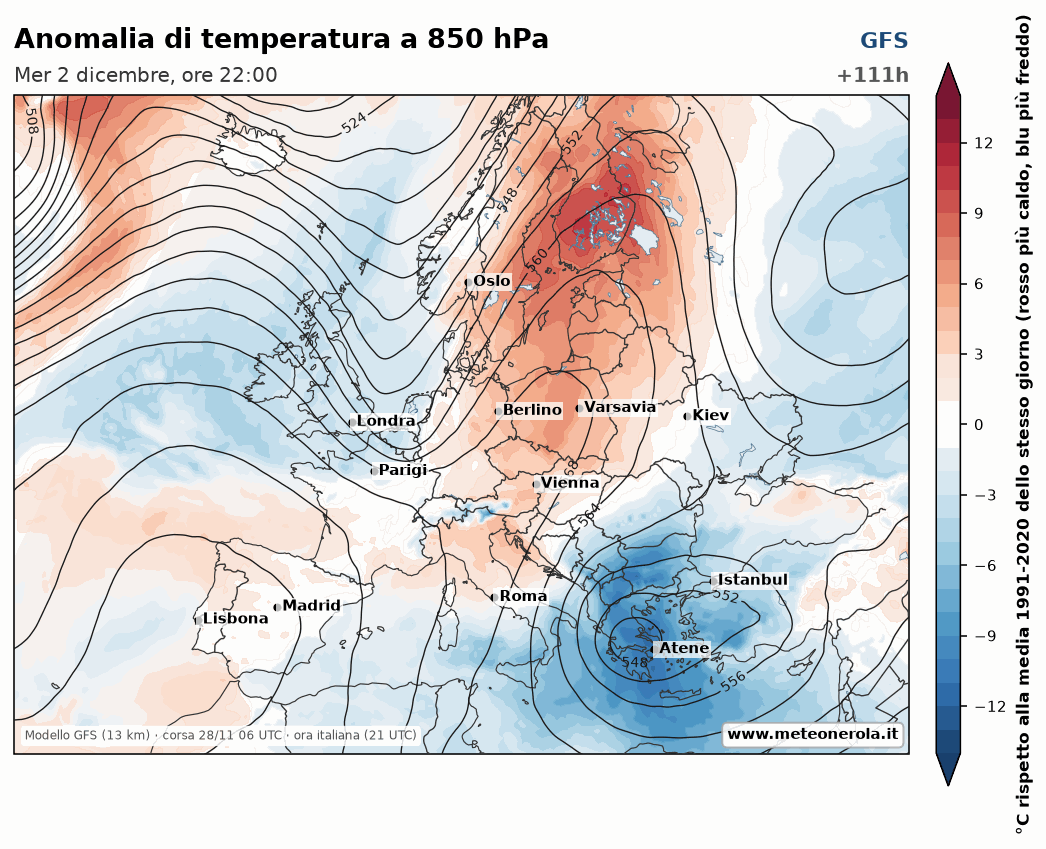 Anomalia di temperatura a 850 hPa
GFS
Mer 2 dicembre, ore 22:00
+111h
508
524
552
548
560
Oslo
Berlino
Varsavia
Kiev
Londra
Parigi
Vienna
564
Istanbul
552
Roma
Madrid
Lisbona
Atene
548
556
Modello GFS (13 km) · corsa 28/11 06 UTC · ora italiana (21 UTC)
www.meteonerola.it
12
9
6
3
0
−3
−6
−9
−12
°C rispetto alla media 1991-2020 dello stesso giorno (rosso più caldo, blu più freddo)